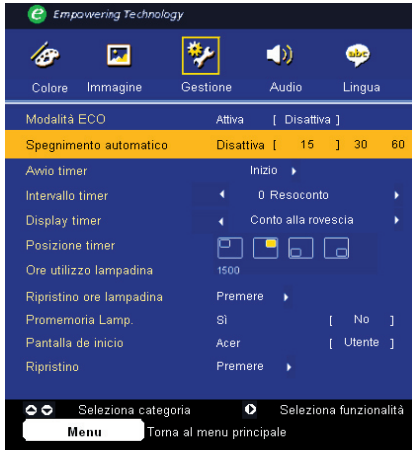 e Empowering Technology
abc
Colore Immagine Gestione Audio Lingua
Modalità ECO Attiva [ Disattiva ]
Spegnimento automatico Disattiva [ 15 ] 30 60
Avvio timer Inizio
Intervallo timer 0 Resoconto
Display timer Conto alla rovescia
Posizione timer
Ore utilizzo lampadina 1500
Ripristino ore lampadina Premere
Promemoria Lamp. Sì [ No ]
Pantalla de inicio Acer [ Utente ]
Ripristino Premere
Seleziona categoria Seleziona funzionalità
Menu Torna al menu principale